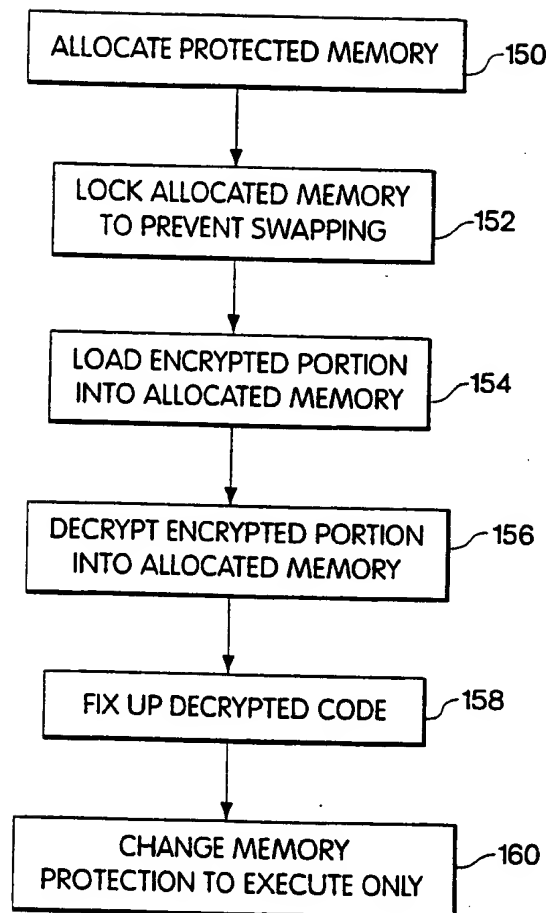 ALLOCATE PROTECTED MEMORY
150
LOCK ALLOCATED MEMORY
TO PREVENT SWAPPING
152
LOAD ENCRYPTED PORTION
INTO ALLOCATED MEMORY
154
DECRYPT ENCRYPTED PORTION
INTO ALLOCATED MEMORY
156
FIX UP DECRYPTED CODE
158
CHANGE MEMORY
PROTECTION TO EXECUTE ONLY
160